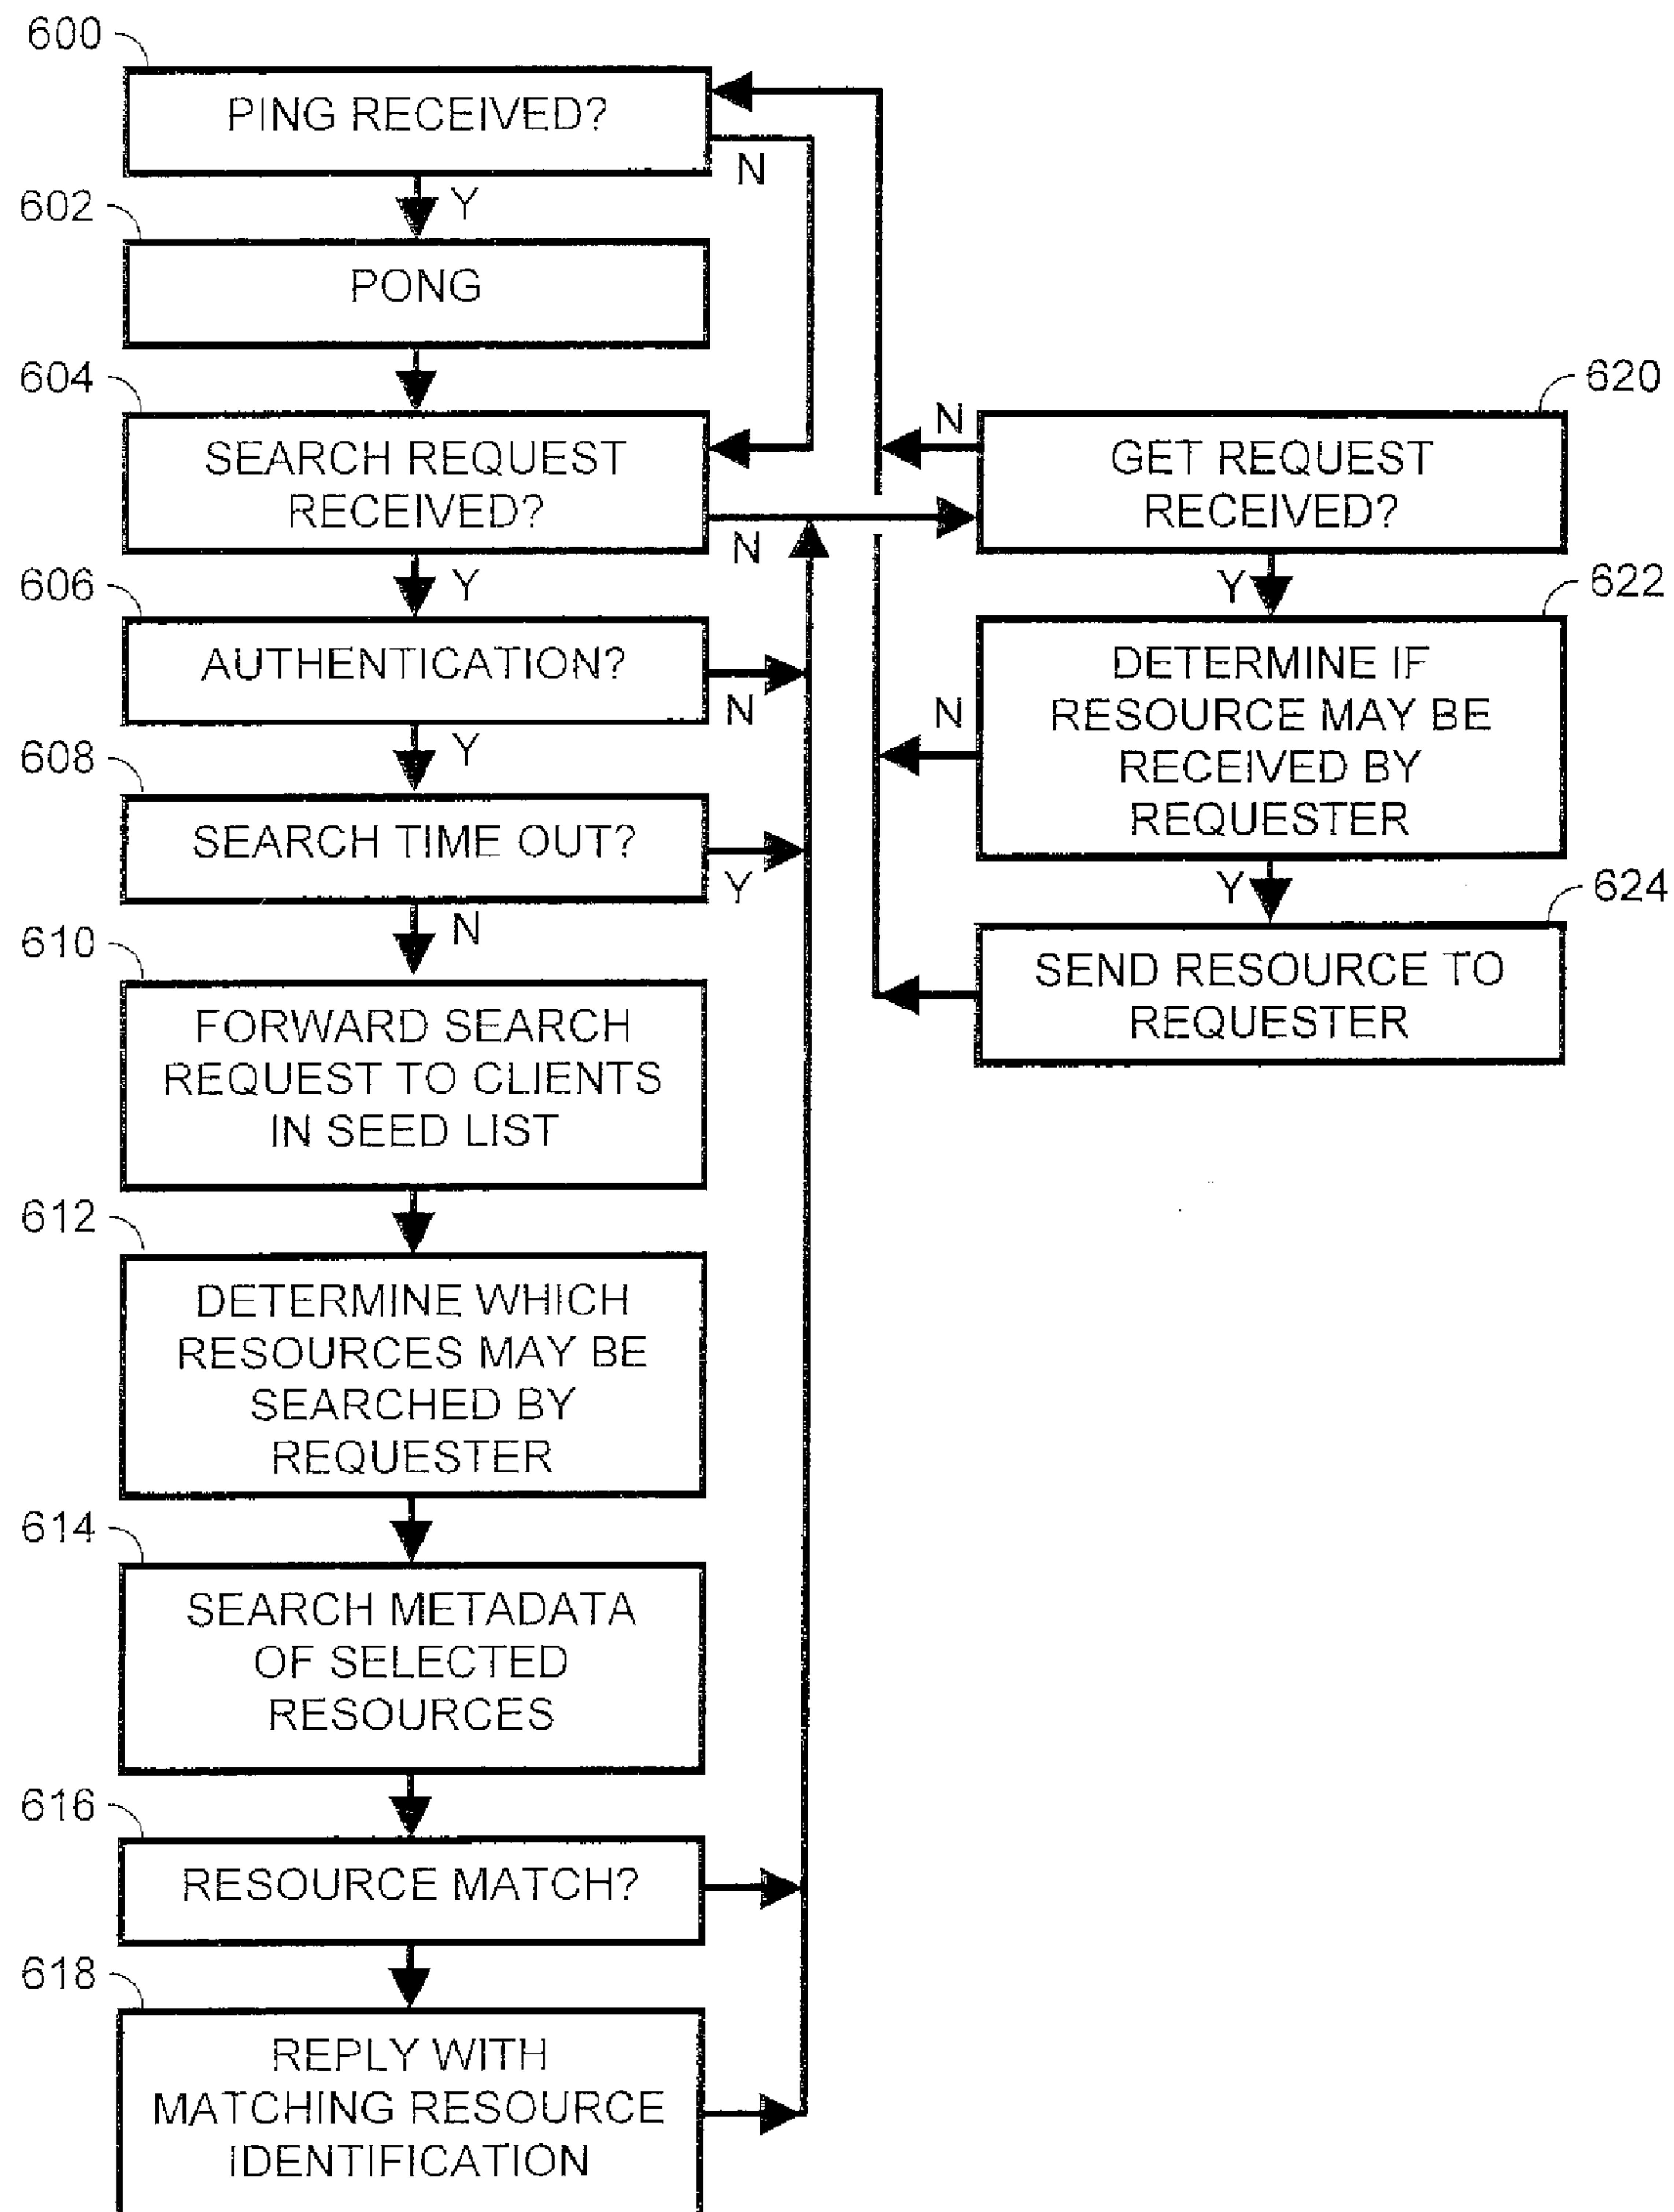 600
PING RECEIVED?
N
Y
602
PONG
604
SEARCH REQUEST
RECEIVED?
N
Y
606
AUTHENTICATION?
N
Y
608
SEARCH TIME OUT?
Y
N
610
FORWARD SEARCH
REQUEST TO CLIENTS
IN SEED LIST
612
DETERMINE WHICH
RESOURCES MAY BE
SEARCHED BY
REQUESTER
614
SEARCH METADATA
OF SELECTED
RESOURCES
616
RESOURCE MATCH?
618
REPLY WITH
MATCHING RESOURCE
IDENTIFICATION
620
N
GET REQUEST
RECEIVED?
Y
622
DETERMINE IF
RESOURCE MAY BE
RECEIVED BY
REQUESTER
N
Y
624
SEND RESOURCE TO
REQUESTER